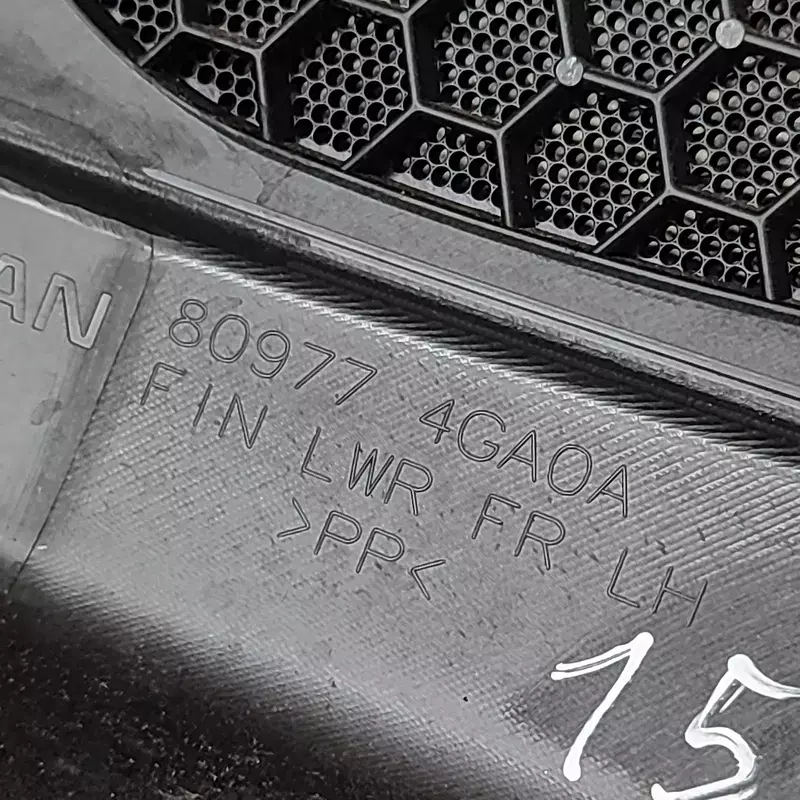 AN
80977 4GA0A
FIN LWR FR LH
>PP<
15